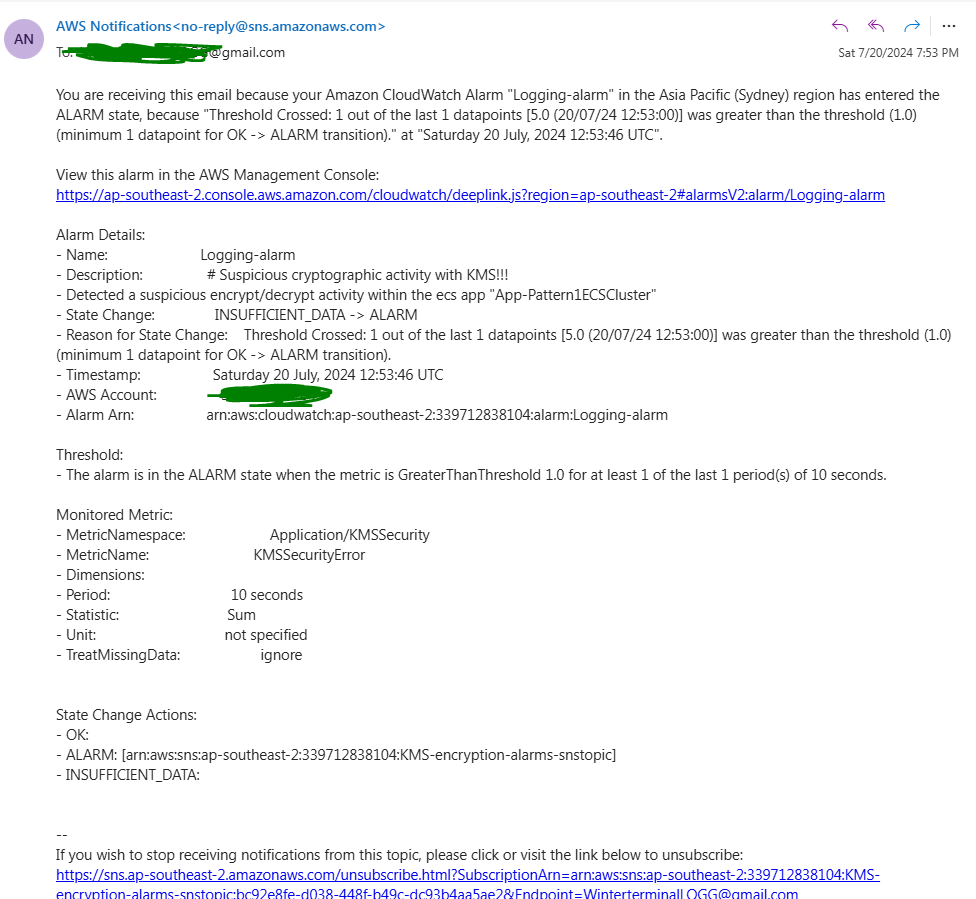 AN
AWS Notifications<no-reply@sns.amazonaws.com>
To: @gmail.com
Sat 7/20/2024 7:53 PM
You are receiving this email because your Amazon CloudWatch Alarm "Logging-alarm" in the Asia Pacific (Sydney) region has entered the
ALARM state, because "Threshold Crossed: 1 out of the last 1 datapoints [5.0 (20/07/24 12:53:00)] was greater than the threshold (1.0)
(minimum 1 datapoint for OK -> ALARM transition)." at "Saturday 20 July, 2024 12:53:46 UTC".
View this alarm in the AWS Management Console:
https://ap-southeast-2.console.aws.amazon.com/cloudwatch/deeplink.js?region=ap-southeast-2#alarmsV2:alarm/Logging-alarm
Alarm Details:
- Name: Logging-alarm
- Description: # Suspicious cryptographic activity with KMS!!!
- Detected a suspicious encrypt/decrypt activity within the ecs app "App-Pattern1ECSCluster"
- State Change: INSUFFICIENT_DATA -> ALARM
- Reason for State Change: Threshold Crossed: 1 out of the last 1 datapoints [5.0 (20/07/24 12:53:00)] was greater than the threshold (1.0)
(minimum 1 datapoint for OK -> ALARM transition).
- Timestamp: Saturday 20 July, 2024 12:53:46 UTC
- AWS Account:
- Alarm Arn: arn:aws:cloudwatch:ap-southeast-2:339712838104:alarm:Logging-alarm
Threshold:
- The alarm is in the ALARM state when the metric is GreaterThanThreshold 1.0 for at least 1 of the last 1 period(s) of 10 seconds.
Monitored Metric:
- MetricNamespace: Application/KMSSecurity
- MetricName: KMSSecurityError
- Dimensions:
- Period: 10 seconds
- Statistic: Sum
- Unit: not specified
- TreatMissingData: ignore
State Change Actions:
- OK:
- ALARM: [arn:aws:sns:ap-southeast-2:339712838104:KMS-encryption-alarms-snstopic]
- INSUFFICIENT_DATA:
--
If you wish to stop receiving notifications from this topic, please click or visit the link below to unsubscribe:
https://sns.ap-southeast-2.amazonaws.com/unsubscribe.html?SubscriptionArn=arn:aws:sns:ap-southeast-2:339712838104:KMS-
encryption-alarms-snstopic:bc92e8fe-d038-448f-b49c-dc93b4aa5ae2&Endpoint=WinterterminalLOGG@gmail.com